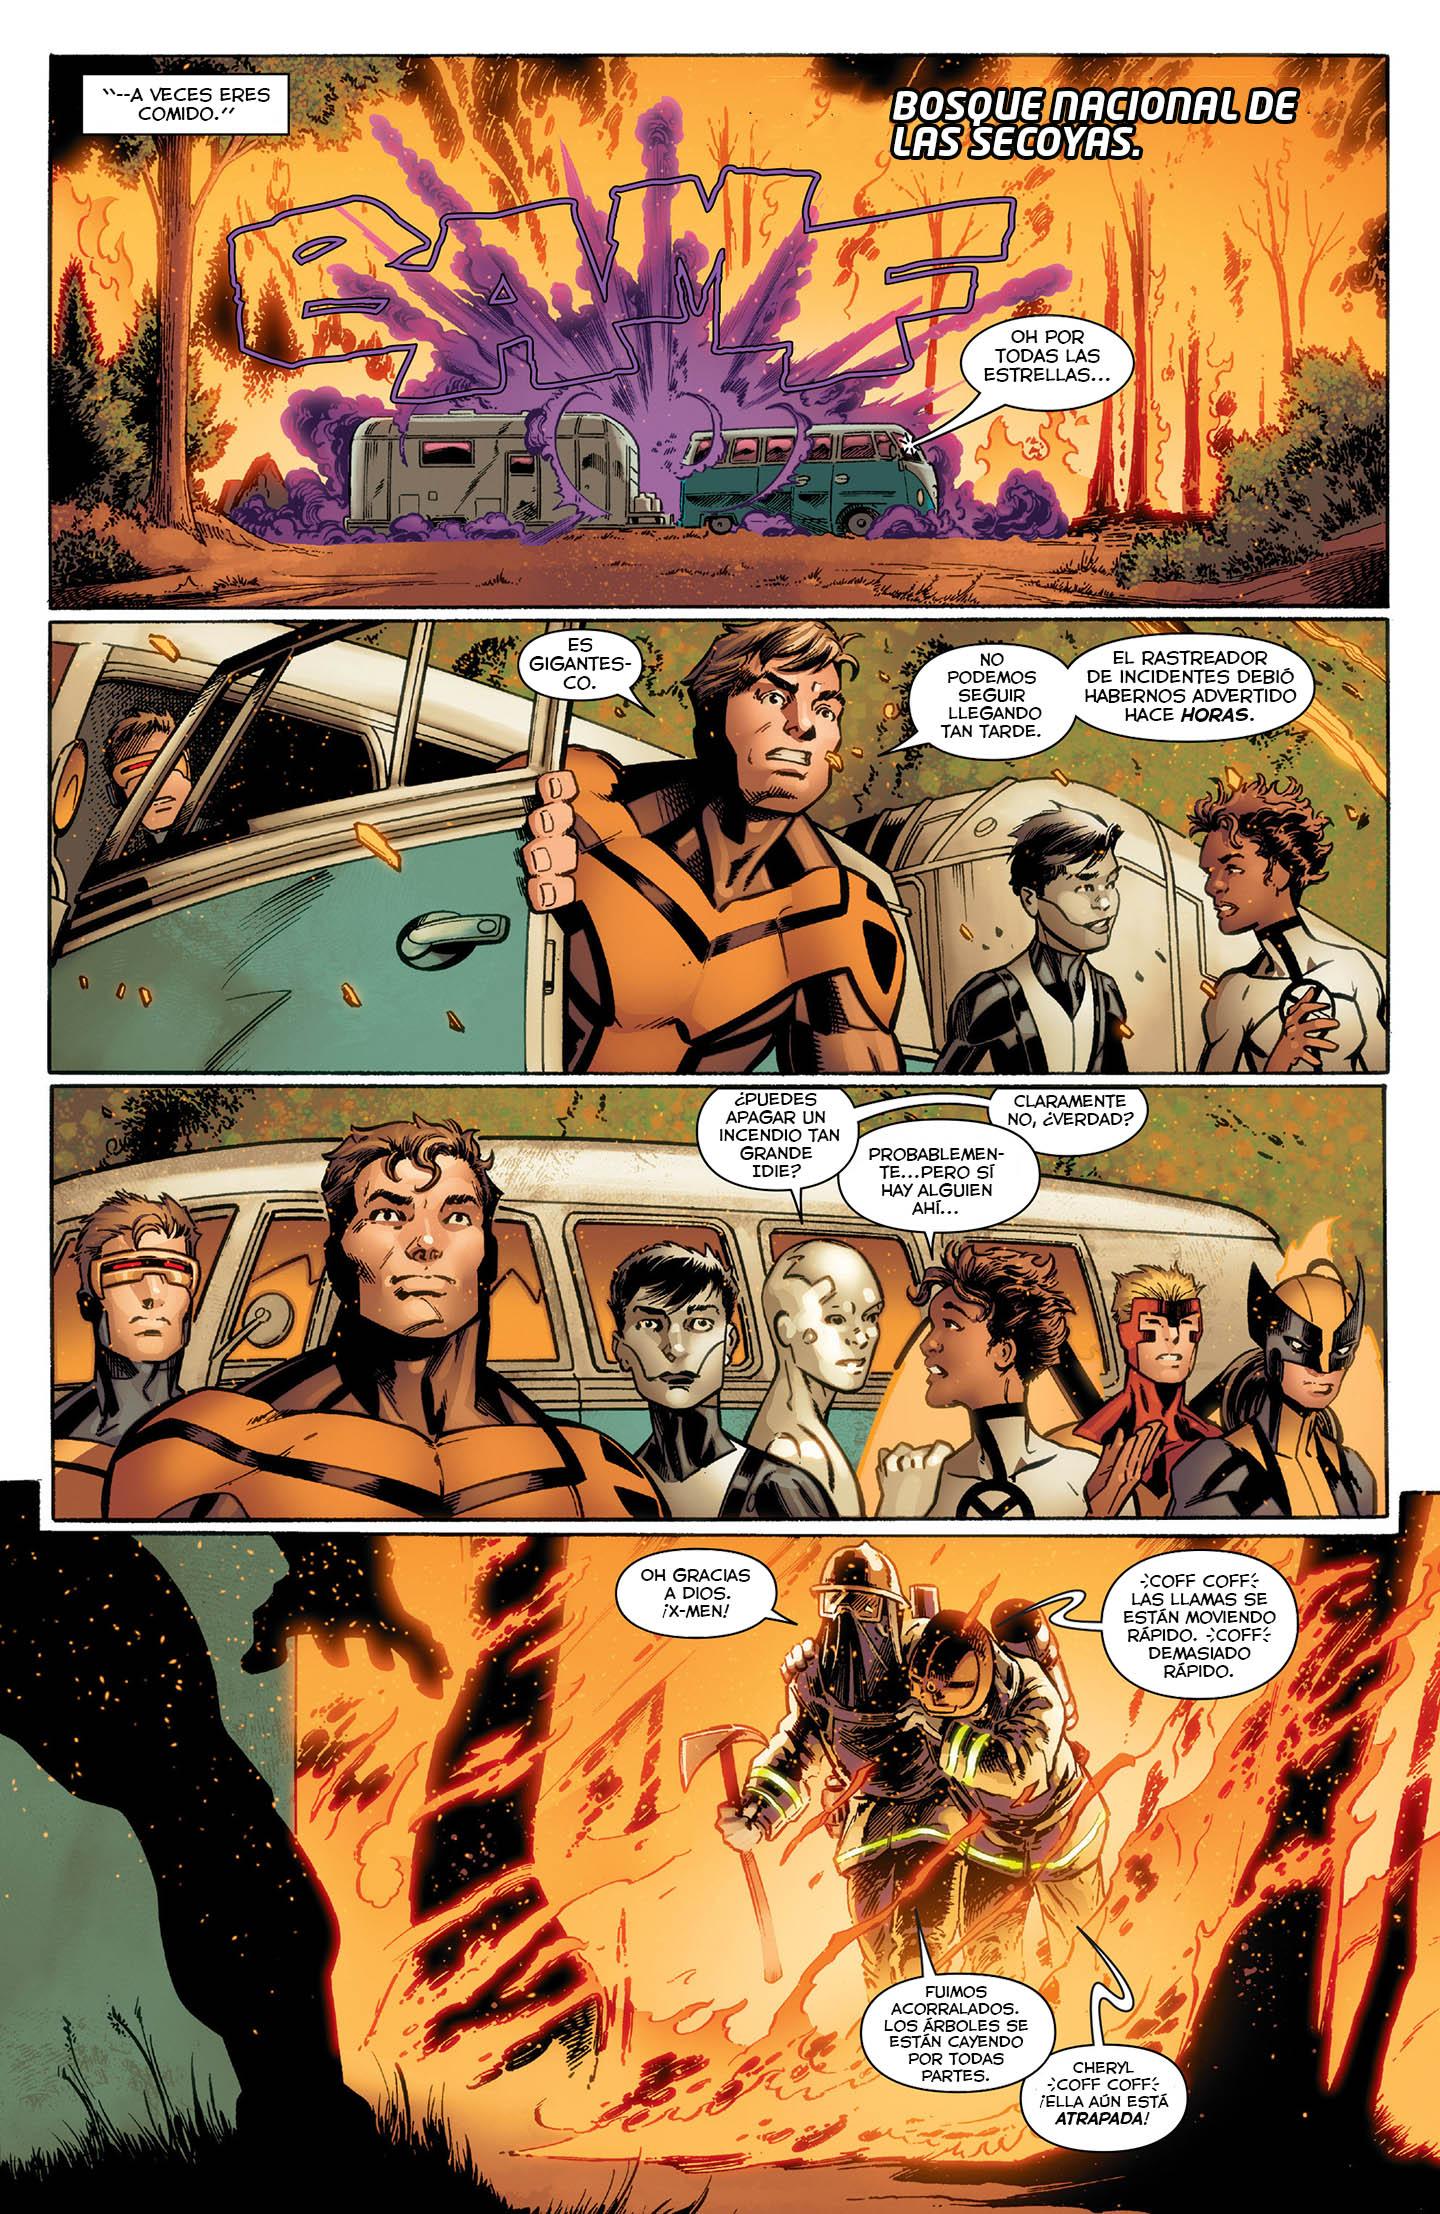 "--A VECES ERES
COMIDO."
BOSQUE NACIONAL DE
LAS SECOYAS.
BAMF
OH POR
TODAS LAS
ESTRELLAS...
ES
GIGANTES-
CO.
NO
PODEMOS
SEGUIR
LLEGANDO
TAN TARDE.
EL RASTREADOR
DE INCIDENTES DEBIÓ
HABERNOS ADVERTIDO
HACE HORAS.
¿PUEDES
APAGAR UN
INCENDIO TAN
GRANDE
IDIE?
PROBABLEMEN-
TE...PERO SÍ
HAY ALGUIEN
AHÍ...
CLARAMENTE
NO, ¿VERDAD?
OH GRACIAS
A DIOS.
¡X-MEN!
COFF COFF
LAS LLAMAS SE
ESTÁN MOVIENDO
RÁPIDO. COFF
DEMASIADO
RÁPIDO.
FUIMOS
ACORRALADOS.
LOS ÁRBOLES SE
ESTÁN CAYENDO
POR TODAS
PARTES.
CHERYL
COFF COFF
¡ELLA AÚN ESTÁ
ATRAPADA!